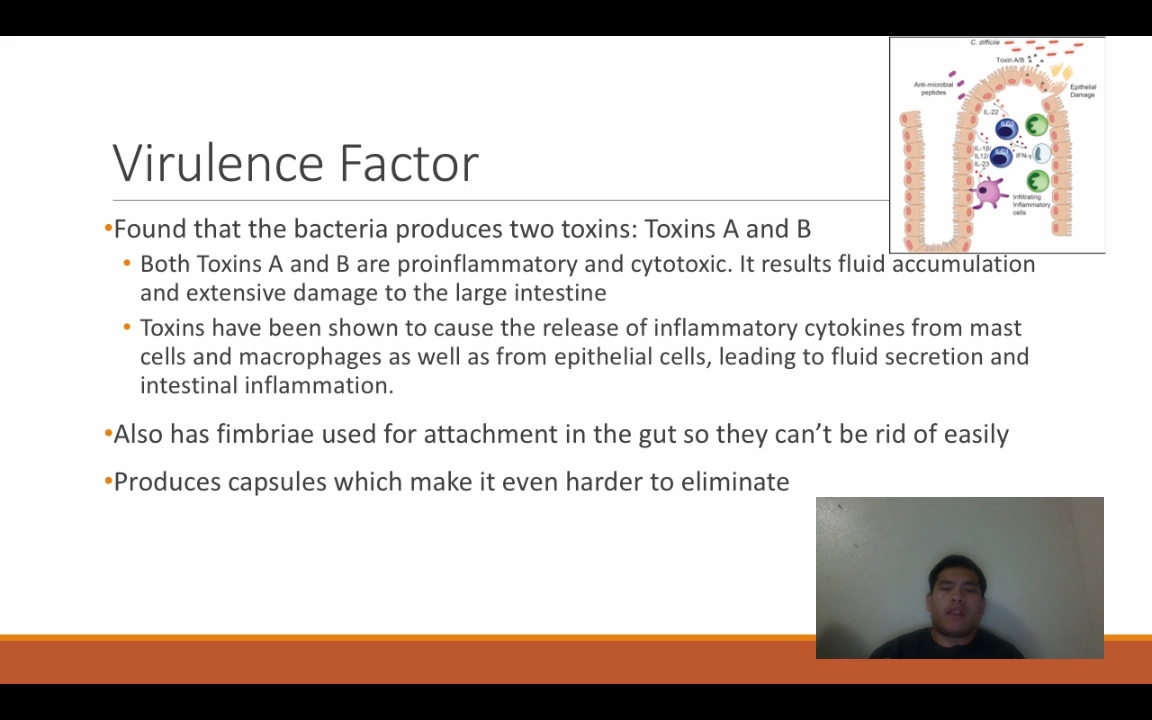 C. difficile
Toxin A/B
Anti-microbial
peptides
Epithelial
Damage
IL-22
IL-1β/
IL12/
IL-23
IFN-γ
Infiltrating
Inflammatory
cells
Virulence Factor
•Found that the bacteria produces two toxins: Toxins A and B
• Both Toxins A and B are proinflammatory and cytotoxic. It results fluid accumulation
and extensive damage to the large intestine
• Toxins have been shown to cause the release of inflammatory cytokines from mast
cells and macrophages as well as from epithelial cells, leading to fluid secretion and
intestinal inflammation.
•Also has fimbriae used for attachment in the gut so they can’t be rid of easily
•Produces capsules which make it even harder to eliminate